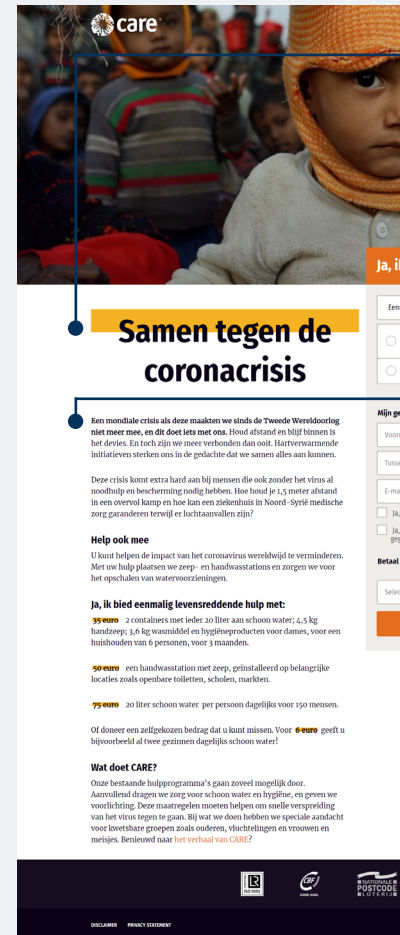 care
Samen tegen de
coronacrisis
Een mondiale crisis als deze maakten we sinds de Tweede Wereldoorlog
niet meer mee, en dit doet iets met ons. Houd afstand en blijf binnen is
het devies. En toch zijn we meer verbonden dan ooit. Hartverwarmende
initiatieven sterken ons in de gedachte dat we samen alles aan kunnen.
Deze crisis komt extra hard aan bij mensen die ook zonder het virus al
noodhulp en bescherming nodig hebben. Hoe houd je 1,5 meter afstand
in een overvol kamp en hoe kan een ziekenhuis in Noord-Syrië medische
zorg garanderen terwijl er luchtaanvallen zijn?
Help ook mee
U kunt helpen de impact van het coronavirus wereldwijd te verminderen.
Met uw hulp plaatsen we zeep- en handwasstations en zorgen we voor
het opschalen van watervoorzieningen.
Ja, ik bied eenmalig levensreddende hulp met:
35 euro 2 containers met ieder 20 liter aan schoon water; 4,5 kg
handzeep; 3,6 kg wasmiddel en hygiëneproducten voor dames, voor een
huishouden van 6 personen, voor 3 maanden.
50 euro een handwasstation met zeep, geïnstalleerd op belangrijke
locaties zoals openbare toiletten, scholen, markten.
75 euro 20 liter schoon water per persoon dagelijks voor 150 mensen.
Of doneer een zelfgekozen bedrag dat u kunt missen. Voor 6 euro geeft u
bijvoorbeeld al twee gezinnen dagelijks schoon water!
Wat doet CARE?
Onze bestaande hulpprogramma's gaan zoveel mogelijk door.
Aanvullend dragen we zorg voor schoon water en hygiëne, en geven we
voorlichting. Deze maatregelen moeten helpen om snelle verspreiding
van het virus tegen te gaan. Bij wat we doen hebben we speciale aandacht
voor kwetsbare groepen zoals ouderen, vluchtelingen en vrouwen en
meisjes. Benieuwd naar het verhaal van CARE?
Ja, i
Een
Mijn ge
Voor
Tusse
E-ma
Ja,
Ja,
geg
Betaal
Selec
LR
ISO 9001
CBF
NATIONALE
POSTCODE
LOTERIJ
DISCLAIMER PRIVACY STATEMENT